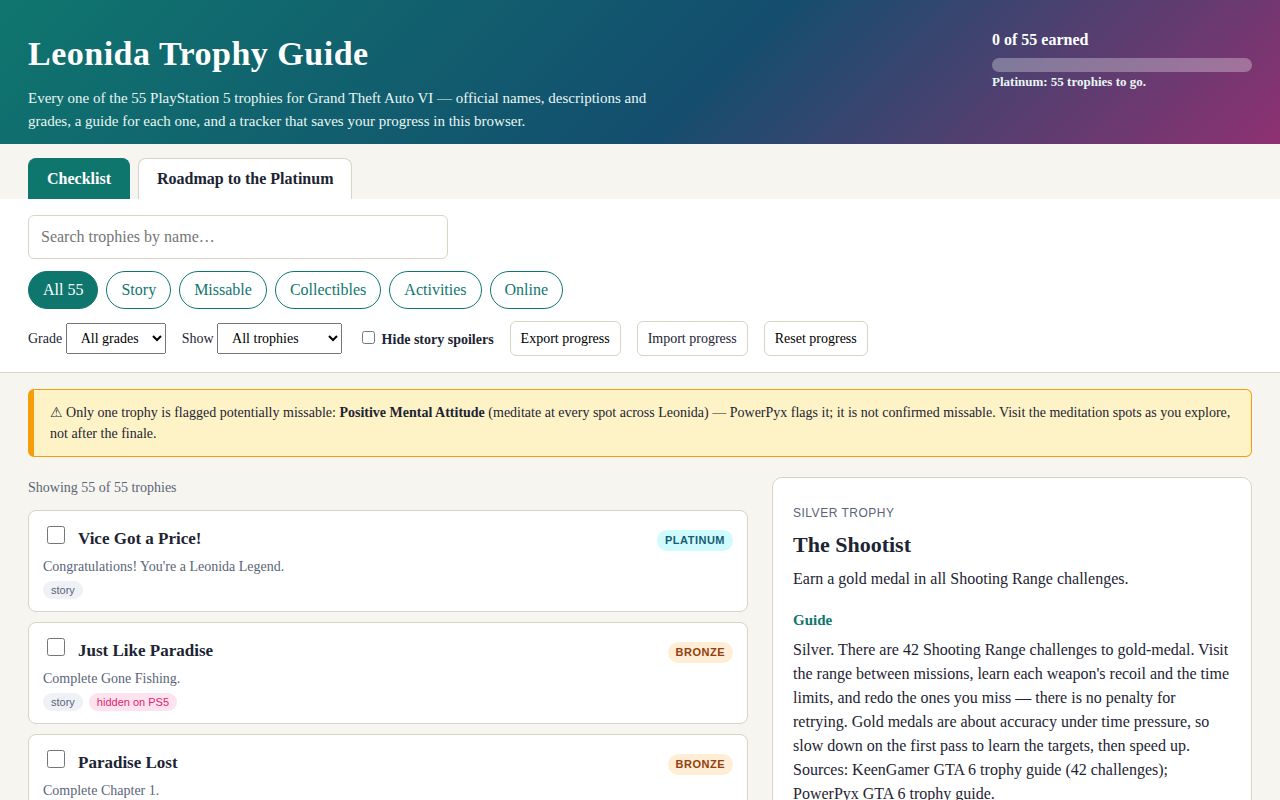 Leonida Trophy Guide
Every one of the 55 PlayStation 5 trophies for Grand Theft Auto VI — official names, descriptions and
grades, a guide for each one, and a tracker that saves your progress in this browser.
0 of 55 earned
Platinum: 55 trophies to go.
Checklist
Roadmap to the Platinum
Search trophies by name…
All 55
Story
Missable
Collectibles
Activities
Online
Grade
All grades
Show
All trophies
Hide story spoilers
Export progress
Import progress
Reset progress
⚠ Only one trophy is flagged potentially missable: Positive Mental Attitude (meditate at every spot across Leonida) — PowerPyx flags it; it is not confirmed missable. Visit the meditation spots as you explore,
not after the finale.
Showing 55 of 55 trophies
Vice Got a Price!
PLATINUM
Congratulations! You're a Leonida Legend.
story
Just Like Paradise
BRONZE
Complete Gone Fishing.
story
hidden on PS5
Paradise Lost
BRONZE
Complete Chapter 1.
SILVER TROPHY
The Shootist
Earn a gold medal in all Shooting Range challenges.
Guide
Silver. There are 42 Shooting Range challenges to gold-medal. Visit
the range between missions, learn each weapon's recoil and the time
limits, and redo the ones you miss — there is no penalty for
retrying. Gold medals are about accuracy under time pressure, so
slow down on the first pass to learn the targets, then speed up.
Sources: KeenGamer GTA 6 trophy guide (42 challenges);
PowerPyx GTA 6 trophy guide.